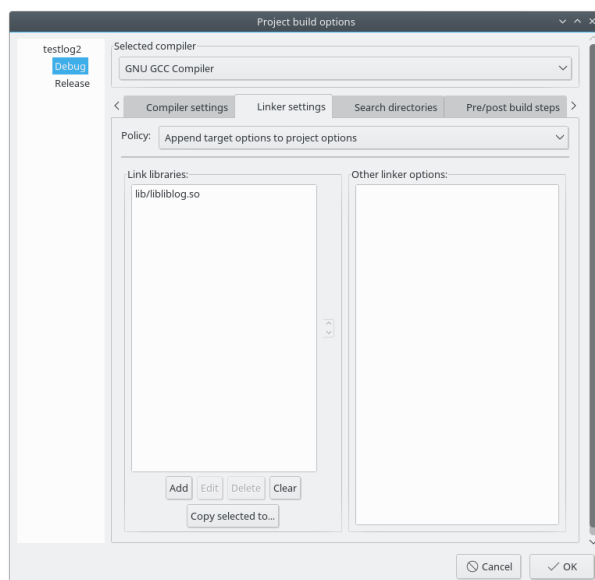 Project build options
testlog2
Debug
Release
Selected compiler
GNU GCC Compiler
Compiler settings Linker settings Search directories Pre/post build steps
Policy: Append target options to project options
Link libraries:
lib/libliblog.so
Other linker options:
Add Edit Delete Clear
Copy selected to...
Cancel OK